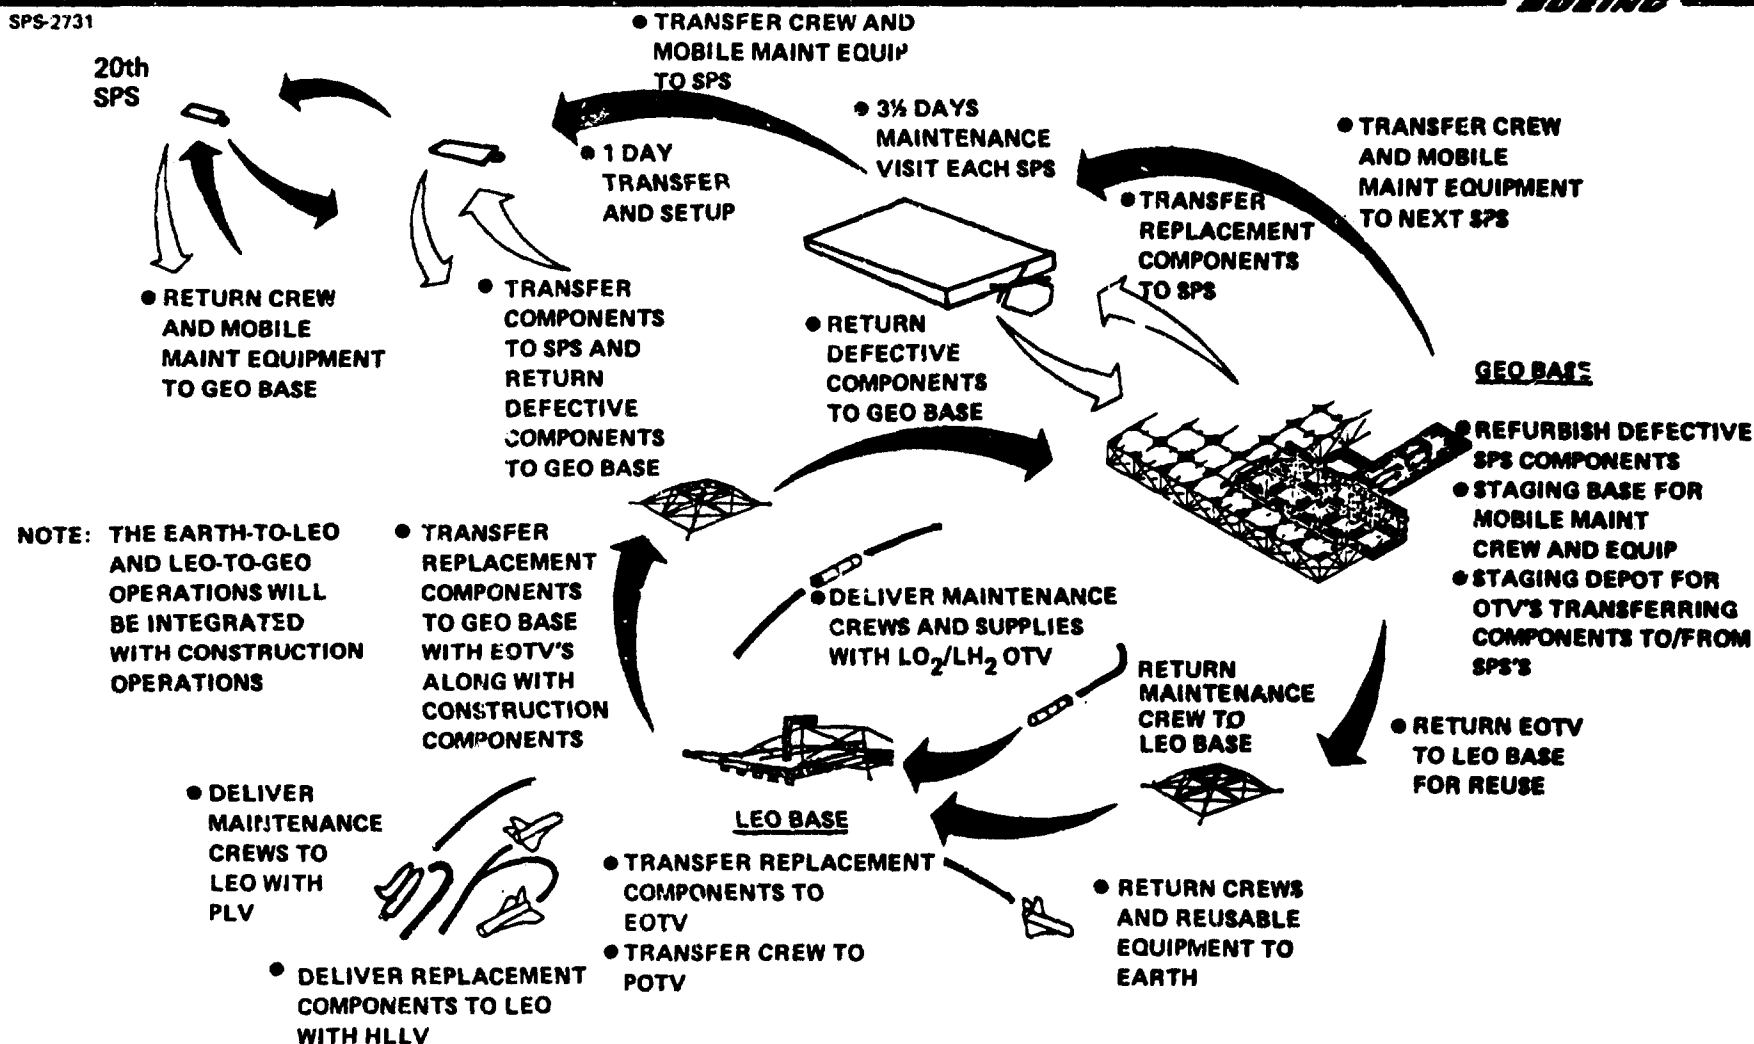 BOEING
SPS-2731
20th
SPS
● TRANSFER CREW AND
MOBILE MAINT EQUIP
TO SPS
● 1 DAY
TRANSFER
AND SETUP
● 3½ DAYS
MAINTENANCE
VISIT EACH SPS
● TRANSFER CREW
AND MOBILE
MAINT EQUIPMENT
TO NEXT SPS
● TRANSFER
REPLACEMENT
COMPONENTS
TO SPS
● RETURN CREW
AND MOBILE
MAINT EQUIPMENT
TO GEO BASE
● TRANSFER
COMPONENTS
TO SPS AND
RETURN
DEFECTIVE
COMPONENTS
TO GEO BASE
● RETURN
DEFECTIVE
COMPONENTS
TO GEO BASE
GEO BASE
● REFURBISH DEFECTIVE
SPS COMPONENTS
● STAGING BASE FOR
MOBILE MAINT
CREW AND EQUIP
● STAGING DEPOT FOR
OTV'S TRANSFERRING
COMPONENTS TO/FROM
SPS'S
NOTE: THE EARTH-TO-LEO
AND LEO-TO-GEO
OPERATIONS WILL
BE INTEGRATED
WITH CONSTRUCTION
OPERATIONS
● TRANSFER
REPLACEMENT
COMPONENTS
TO GEO BASE
WITH EOTV'S
ALONG WITH
CONSTRUCTION
COMPONENTS
● DELIVER MAINTENANCE
CREWS AND SUPPLIES
WITH LO₂/LH₂ OTV
RETURN
MAINTENANCE
CREW TO
LEO BASE
● RETURN EOTV
TO LEO BASE
FOR REUSE
● DELIVER
MAINTENANCE
CREWS TO
LEO WITH
PLV
● DELIVER REPLACEMENT
COMPONENTS TO LEO
WITH HLLV
LEO BASE
● TRANSFER REPLACEMENT
COMPONENTS TO
EOTV
● TRANSFER CREW TO
POTV
● RETURN CREWS
AND REUSABLE
EQUIPMENT TO
EARTH